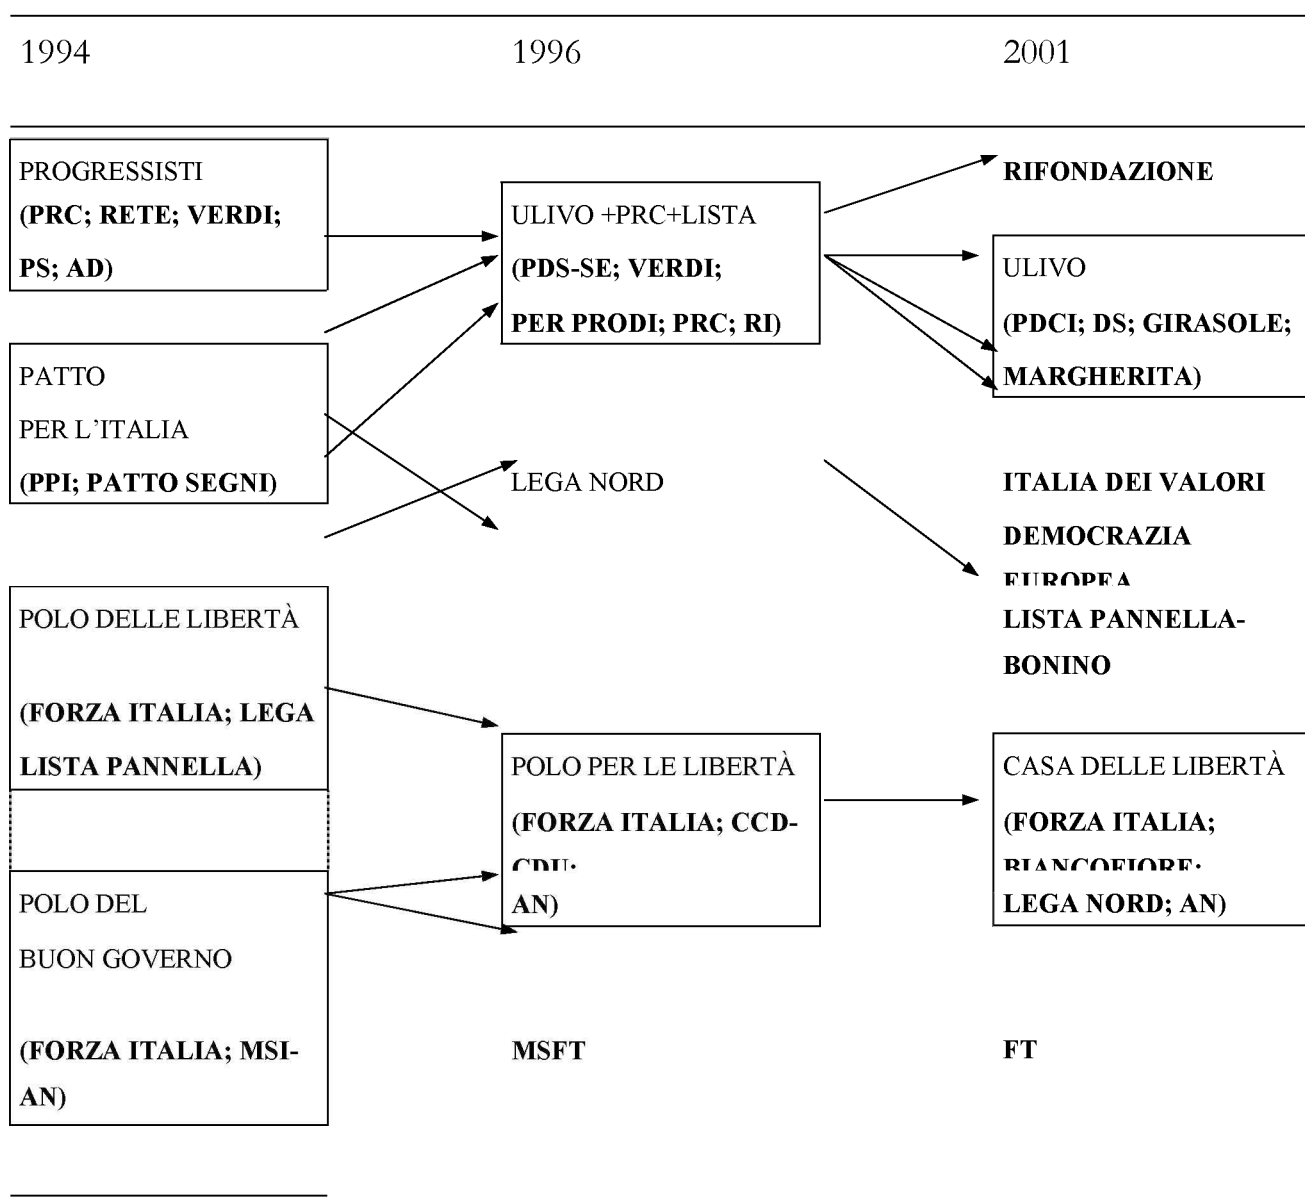 1994
1996
2001
PROGRESSISTI
(PRC; RETE; VERDI;
PS; AD)
PATTO
PER L'ITALIA
(PPI; PATTO SEGNI)
POLO DELLE LIBERTÀ
(FORZA ITALIA; LEGA
LISTA PANNELLA)
POLO DEL
BUON GOVERNO
(FORZA ITALIA; MSI-
AN)
ULIVO +PRC+LISTA
(PDS-SE; VERDI;
PER PRODI; PRC; RI)
LEGA NORD
POLO PER LE LIBERTÀ
(FORZA ITALIA; CCD-
CDU;
AN)
MSFT
RIFONDAZIONE
ULIVO
(PDCI; DS; GIRASOLE;
MARGHERITA)
ITALIA DEI VALORI
DEMOCRAZIA
EUROPEA
LISTA PANNELLA-
BONINO
CASA DELLE LIBERTÀ
(FORZA ITALIA;
BIANCOFIORE;
LEGA NORD; AN)
FT